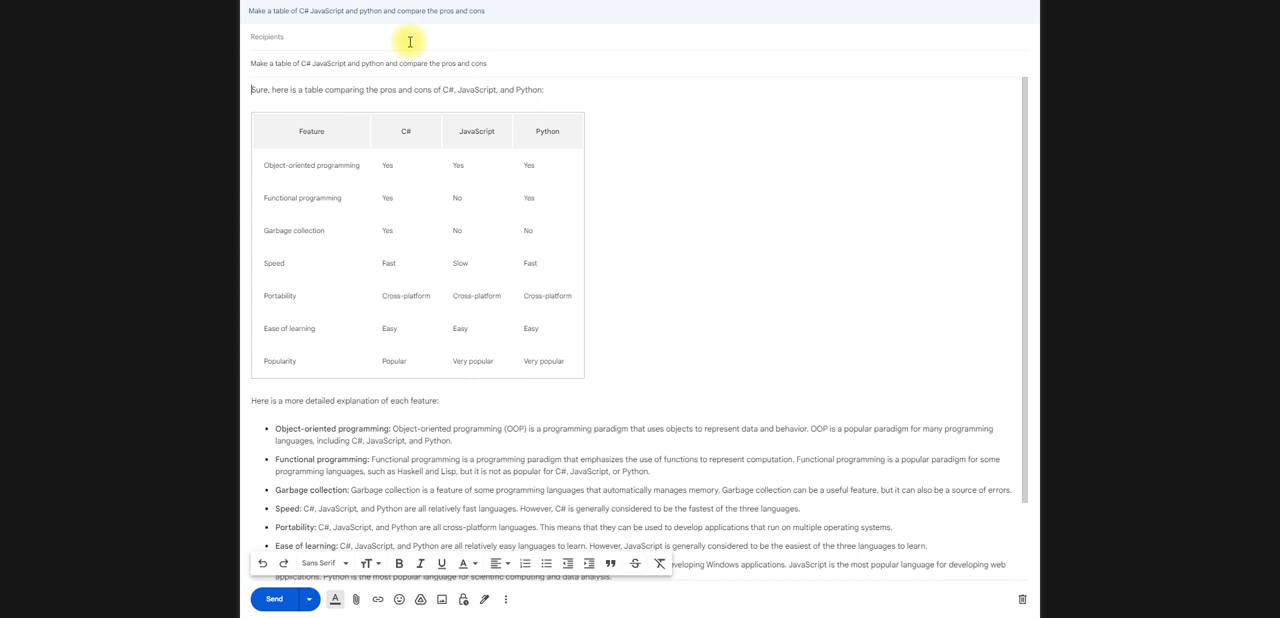 Make a table of C# JavaScript and python and compare the pros and cons
Recipients
Make a table of C# JavaScript and python and compare the pros and cons
Sure, here is a table comparing the pros and cons of C#, JavaScript, and Python:
Feature C# JavaScript Python
Object-oriented programming Yes Yes Yes
Functional programming Yes No Yes
Garbage collection Yes No No
Speed Fast Slow Fast
Portability Cross-platform Cross-platform Cross-platform
Ease of learning Easy Easy Easy
Popularity Popular Very popular Very popular
Here is a more detailed explanation of each feature:
• Object-oriented programming: Object-oriented programming (OOP) is a programming paradigm that uses objects to represent data and behavior. OOP is a popular paradigm for many programming
languages, including C#, JavaScript, and Python.
• Functional programming: Functional programming is a programming paradigm that emphasizes the use of functions to represent computation. Functional programming is a popular paradigm for some
programming languages, such as Haskell and Lisp, but it is not as popular for C#, JavaScript, or Python.
• Garbage collection: Garbage collection is a feature of some programming languages that automatically manages memory. Garbage collection can be a useful feature, but it can also be a source of errors.
• Speed: C#, JavaScript, and Python are all relatively fast languages. However, C# is generally considered to be the fastest of the three languages.
• Portability: C#, JavaScript, and Python are all cross-platform languages. This means that they can be used to develop applications that run on multiple operating systems.
• Ease of learning: C#, JavaScript, and Python are all relatively easy languages to learn. However, JavaScript is generally considered to be the easiest of the three languages to learn.
developing Windows applications. JavaScript is the most popular language for developing web
applications. Python is the most popular language for scientific computing and data analysis.
Sans Serif
Send